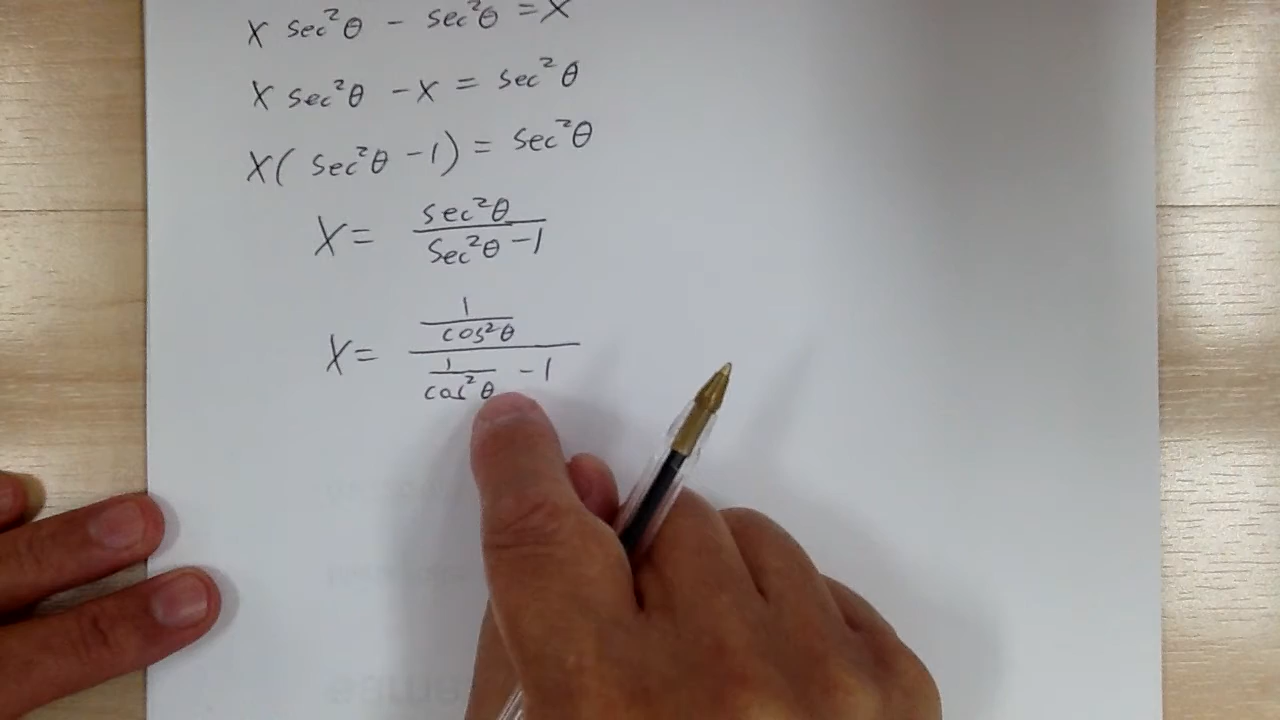 x sec²θ - sec²θ = x
x sec²θ - x = sec²θ
x( sec²θ - 1) = sec²θ
x = sec²θ / sec²θ - 1
x = 1/cos²θ / 1/cos²θ - 1